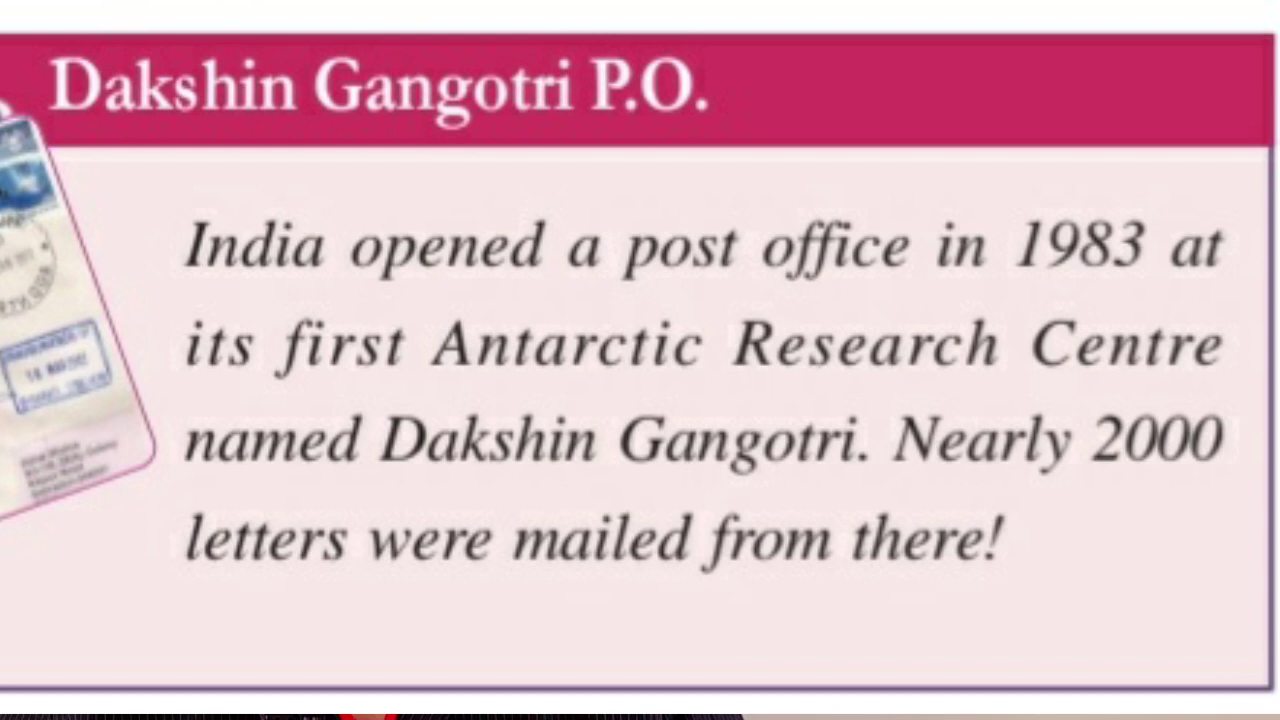 Dakshin Gangotri P.O.
India opened a post office in 1983 at
its first Antarctic Research Centre
named Dakshin Gangotri. Nearly 2000
letters were mailed from there!